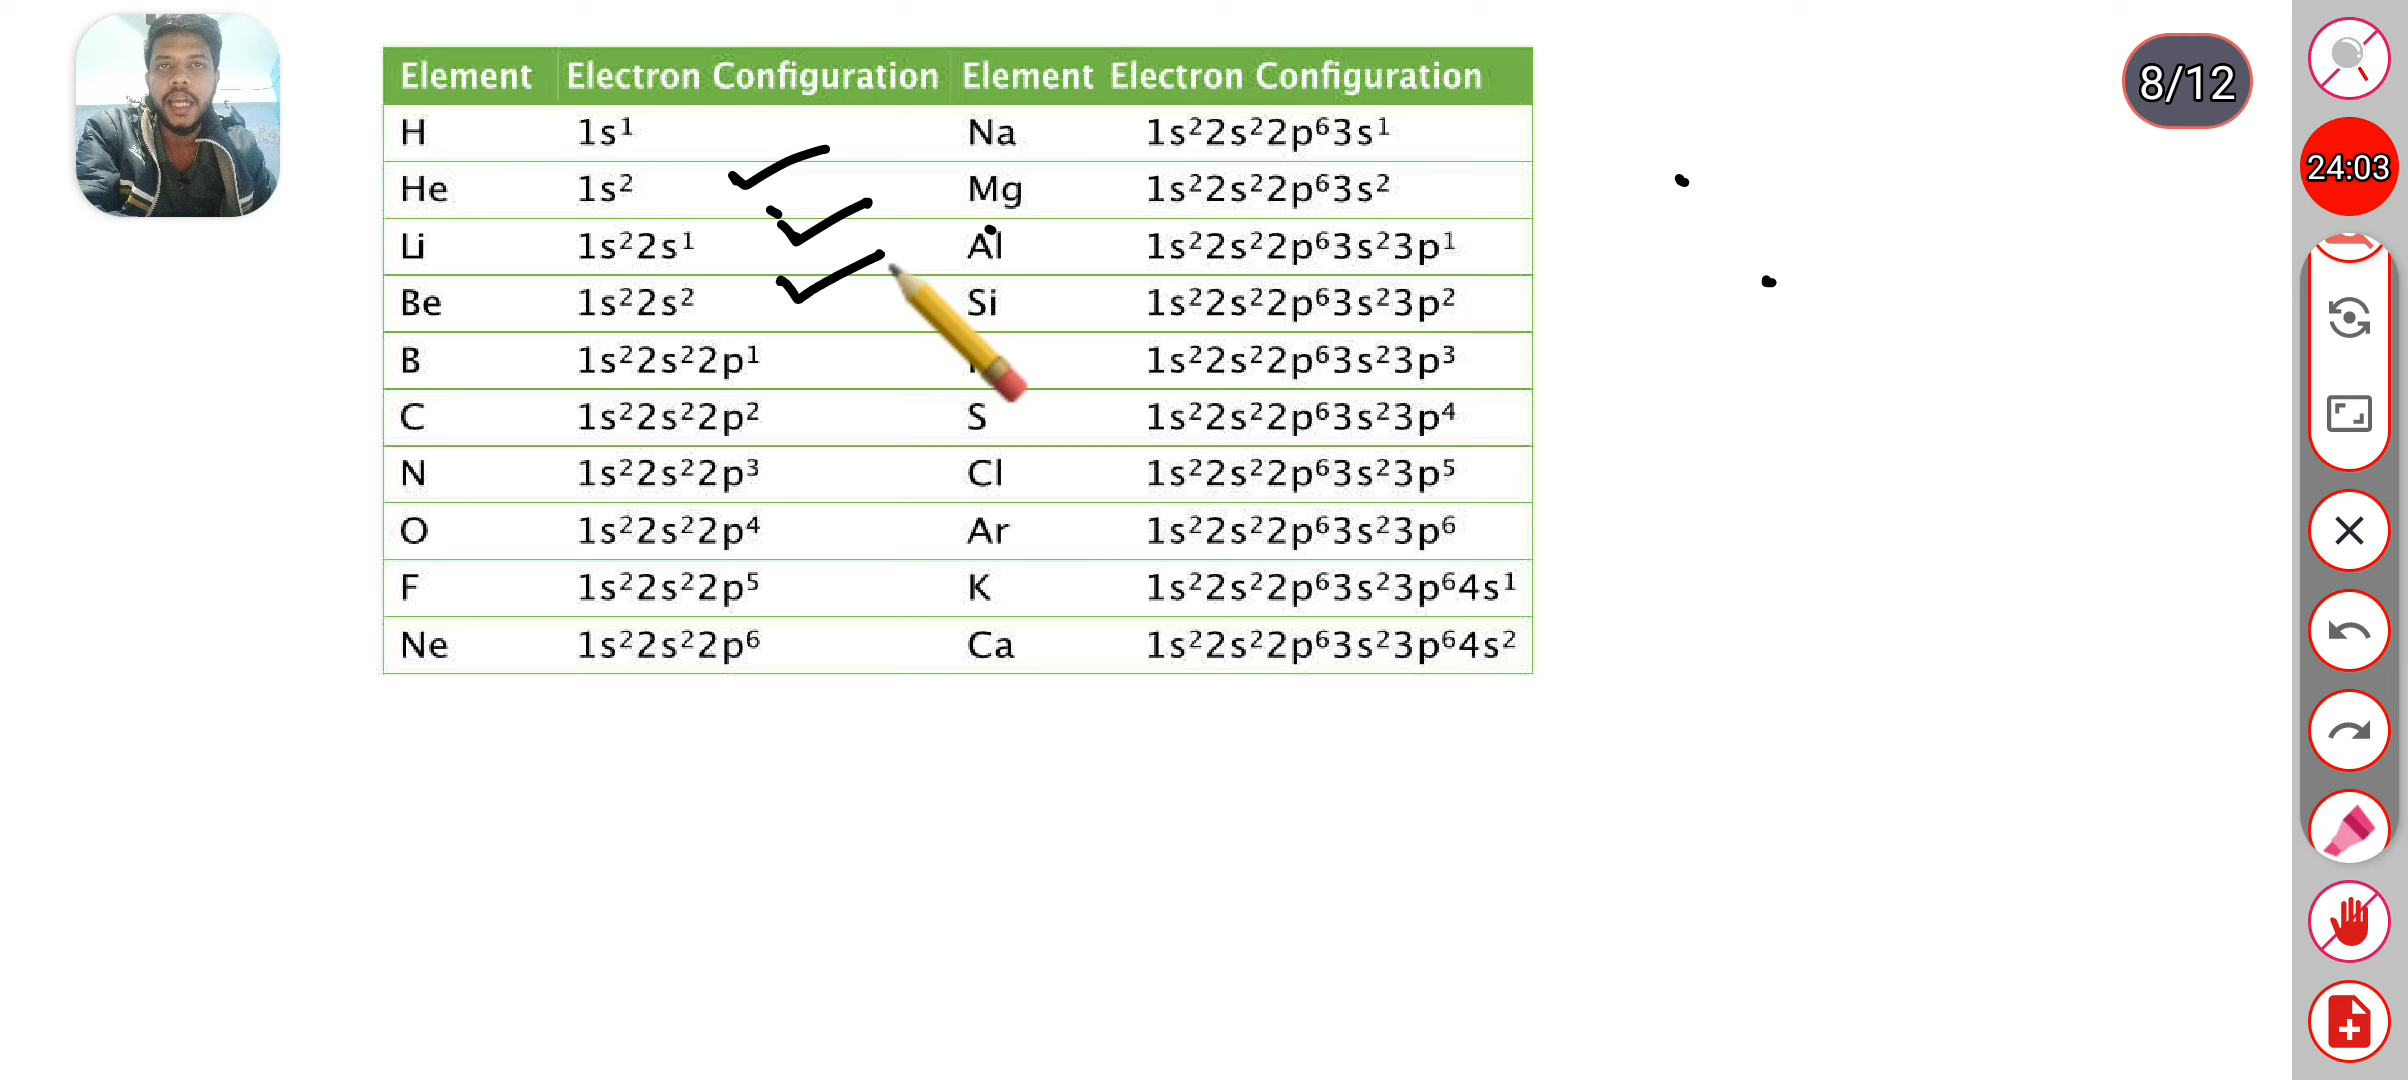 8/12
24:03
Element Electron Configuration Element Electron Configuration
H 1s¹ Na 1s²2s²2p⁶3s¹
He 1s² Mg 1s²2s²2p⁶3s²
Li 1s²2s¹ Al 1s²2s²2p⁶3s²3p¹
Be 1s²2s² Si 1s²2s²2p⁶3s²3p²
B 1s²2s²2p¹ 1s²2s²2p⁶3s²3p³
C 1s²2s²2p² S 1s²2s²2p⁶3s²3p⁴
N 1s²2s²2p³ Cl 1s²2s²2p⁶3s²3p⁵
O 1s²2s²2p⁴ Ar 1s²2s²2p⁶3s²3p⁶
F 1s²2s²2p⁵ K 1s²2s²2p⁶3s²3p⁶4s¹
Ne 1s²2s²2p⁶ Ca 1s²2s²2p⁶3s²3p⁶4s²